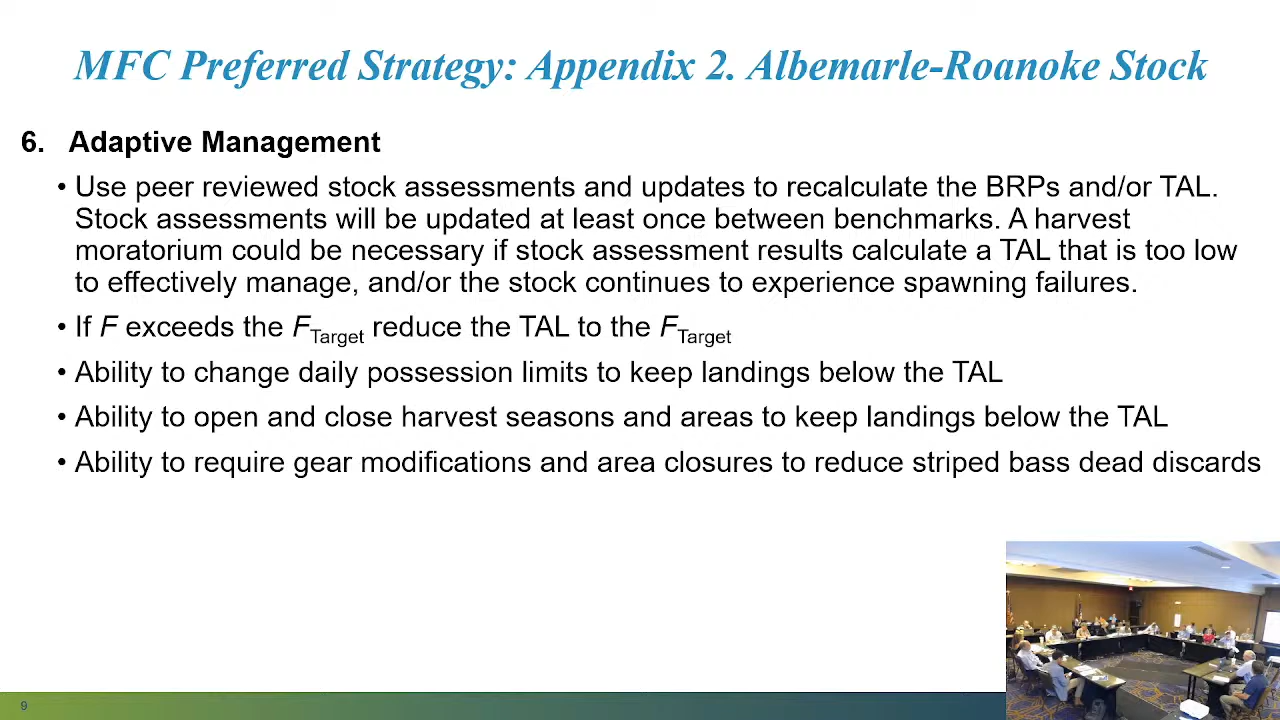 MFC Preferred Strategy: Appendix 2. Albemarle-Roanoke Stock
6. Adaptive Management
• Use peer reviewed stock assessments and updates to recalculate the BRPs and/or TAL.
Stock assessments will be updated at least once between benchmarks. A harvest
moratorium could be necessary if stock assessment results calculate a TAL that is too low
to effectively manage, and/or the stock continues to experience spawning failures.
• If F exceeds the FTarget reduce the TAL to the FTarget
• Ability to change daily possession limits to keep landings below the TAL
• Ability to open and close harvest seasons and areas to keep landings below the TAL
• Ability to require gear modifications and area closures to reduce striped bass dead discards
9